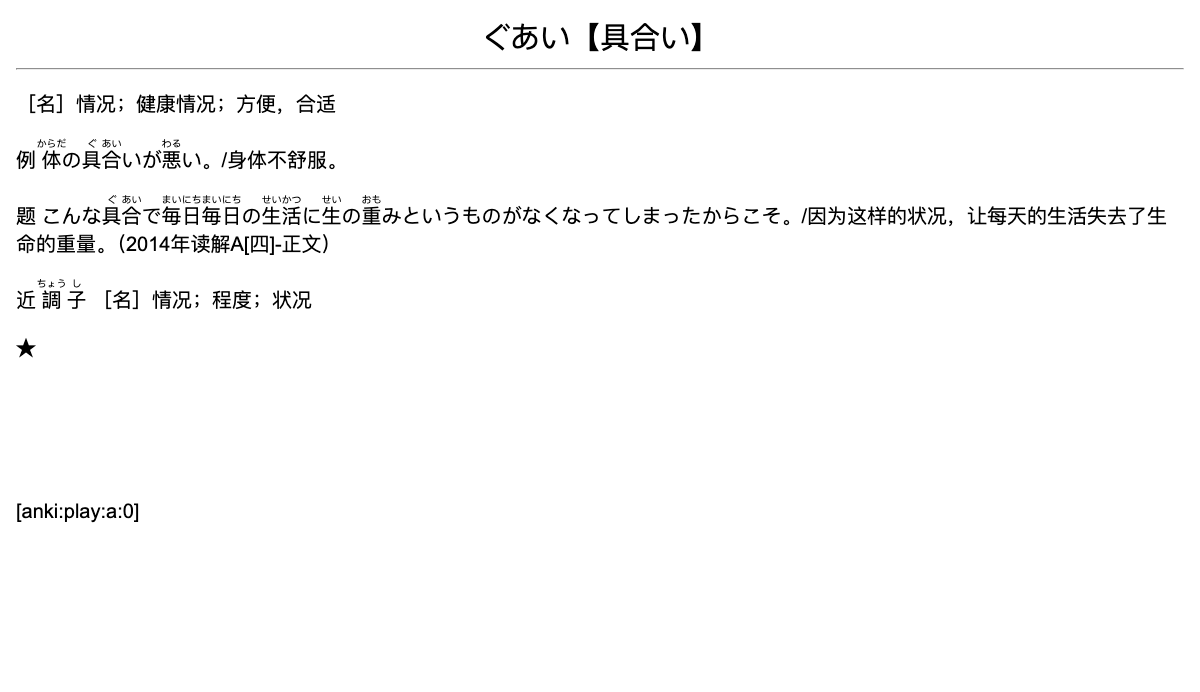 ぐあい【具合い】
［名］情况；健康情况；方便，合适
からだ ぐ あい わる
例 体の具合いが悪い。/身体不舒服。
ぐ あい まいにちまいにち せいかつ せい おも
题 こんな具合で毎日毎日の生活に生の重みというものがなくなってしまったからこそ。/因为这样的状况，让每天的生活失去了生
命的重量。（2014年读解A[四]-正文）
ちょう し
近 調子 ［名］情况；程度；状况
★
[anki:play:a:0]